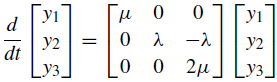 d/dt [y1; y2; y3] = [μ 0 0; 0 λ −λ; 0 0 2μ] [y1; y2; y3]